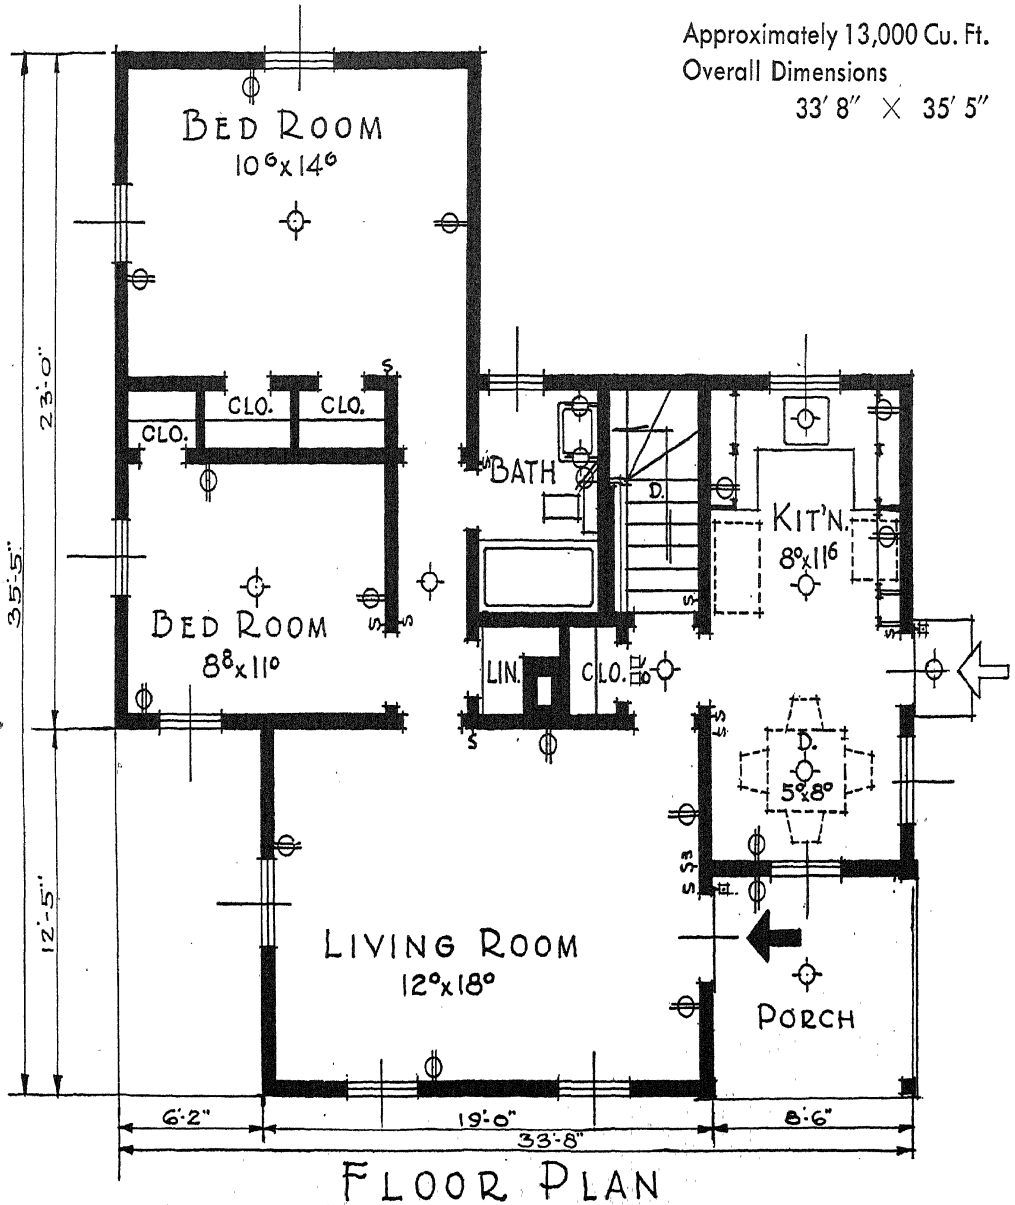 Approximately 13,000 Cu. Ft.
Overall Dimensions
33' 8" X 35' 5"
BED ROOM
10⁶x14⁶
S
23'-0"
CLO.
CLO.
CLO.
S
BATH
D.
KIT'N.
8⁰x11⁶
35'-5"
BED ROOM
8⁸x11⁰
S
S
S
S
LIN.
CLO.
S
S
S
S
D.
5⁰x8⁰
12'-5"
S3
S
LIVING ROOM
12⁰x18⁰
PORCH
6'-2"
19'-0"
8'-6"
33'-8"
FLOOR PLAN